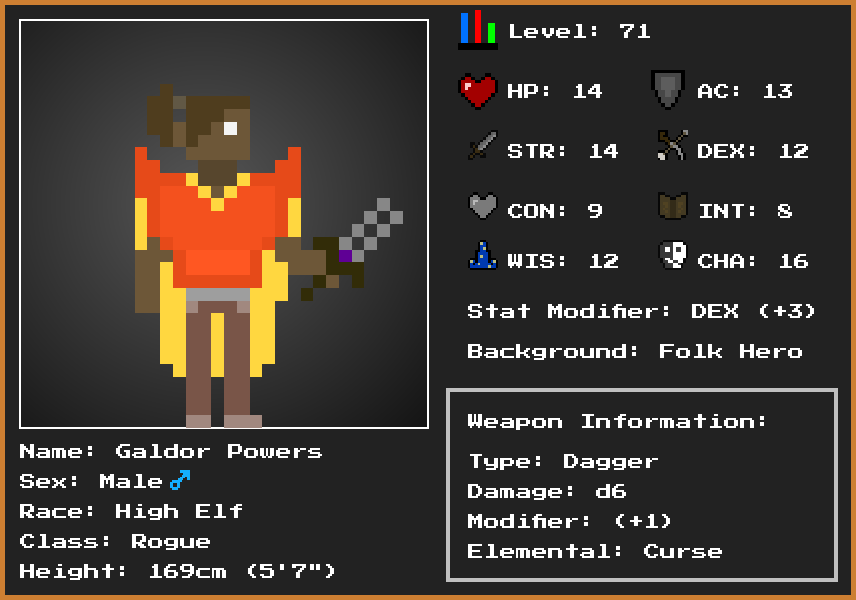 Level: 71
HP: 14 AC: 13
STR: 14 DEX: 12
CON: 9 INT: 8
WIS: 12 CHA: 16
Stat Modifier: DEX (+3)
Background: Folk Hero
Weapon Information:
Type: Dagger
Damage: d6
Modifier: (+1)
Elemental: Curse
Name: Galdor Powers
Sex: Male♂
Race: High Elf
Class: Rogue
Height: 169cm (5'7")